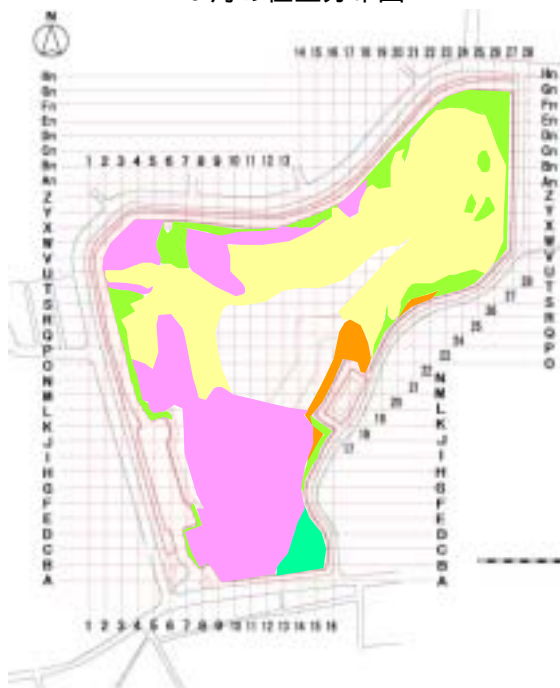 N
14 15 16 17 18 19 20 21 22 23 24 25 26 27 28
Hn Hn
Gn Gn
Fn Fn
En En
Dn Dn
Cn Cn
Bn 1 2 3 4 5 6 7 8 9 10 11 12 13 Bn
An An
Z Z
Y Y
X X
W W
V V
U U
T T
S S
R R
Q Q
P P
O O
28
27
26
25
24
23
22
21
20
19
18
17
N N
M M
L L
K K
J J
I I
H H
G G
F F
E E
D D
C C
B B
A A
1 2 3 4 5 6 7 8 9 10 11 12 13 14 15 16